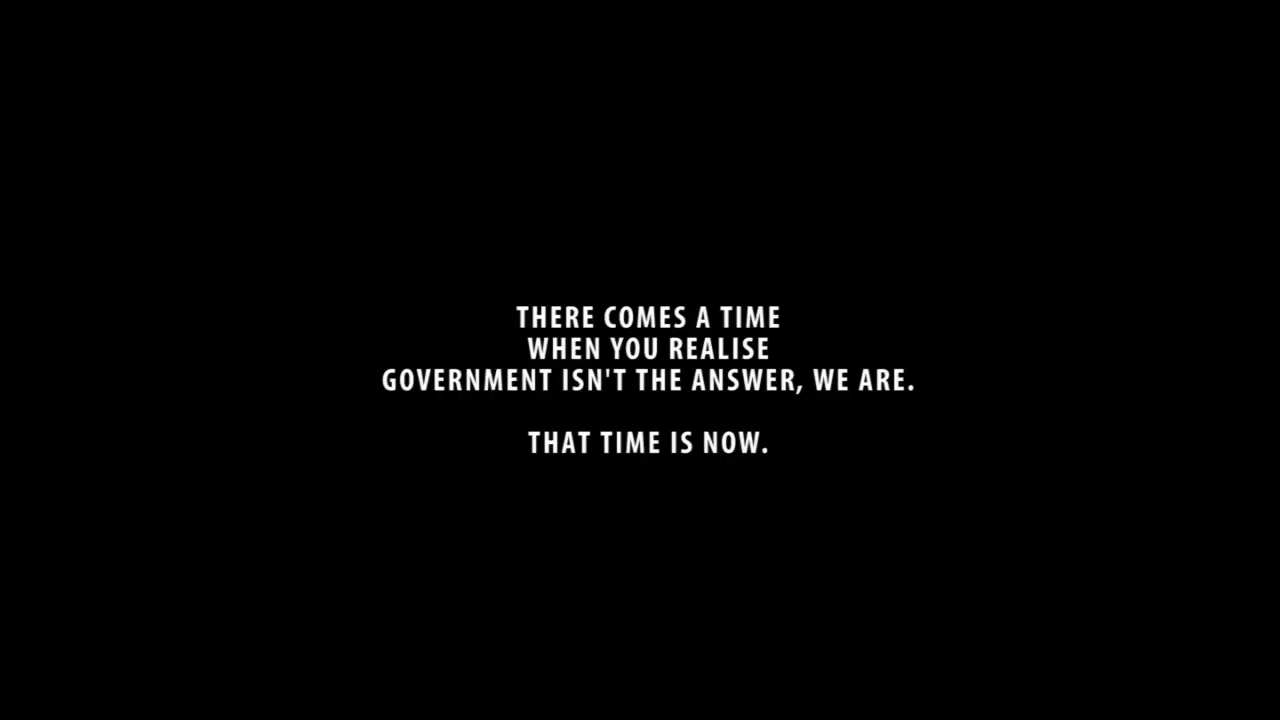 THERE COMES A TIME
WHEN YOU REALISE
GOVERNMENT ISN'T THE ANSWER, WE ARE.
THAT TIME IS NOW.